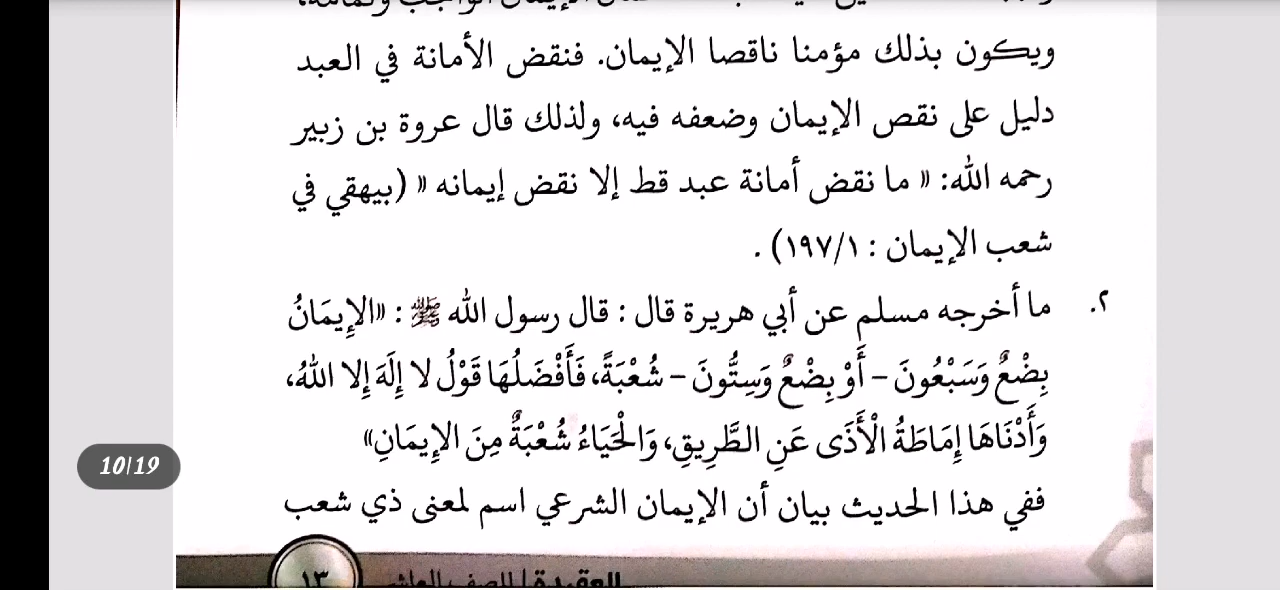 ويكون بذلك مؤمنا ناقصا الإيمان. فنقض الأمانة في العبد
دليل على نقص الإيمان وضعفه فيه، ولذلك قال عروة بن زبير
رحمه الله: « ما نقض أمانة عبد قط إلا نقض إيمانه « (بيهقي في
شعب الإيمان : ١٩٧/١) .
٢. ما أخرجه مسلم عن أبي هريرة قال : قال رسول الله ﷺ : «الإِيمَانُ
بِضْعٌ وَسَبْعُونَ - أَوْ بِضْعٌ وَسِتُّونَ - شُعْبَةً، فَأَفْضَلُهَا قَوْلُ لا إِلَهَ إِلا اللهُ،
وَأَدْنَاهَا إِمَاطَةُ الْأَذَى عَنِ الطَّرِيقِ، وَالْحَيَاءُ شُعْبَةٌ مِنَ الإِيمَانِ»
ففي هذا الحديث بيان أن الإيمان الشرعي اسم لمعنى ذي شعب
10/19
١٣
العقيدة | للصف العاشر